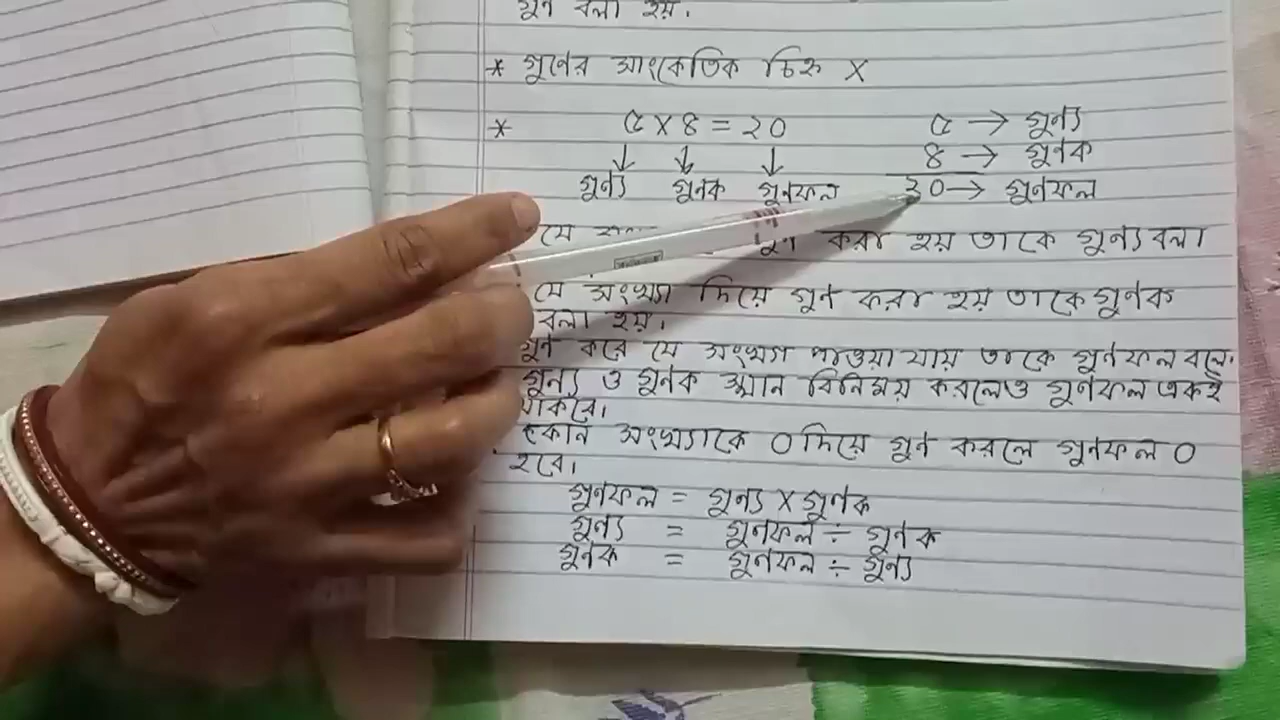 গুণ বলা হয়।
* গুণের সাংকেতিক চিহ্ন X
* ৫ X ৪ = ২০ ৫ → গুণ্য
↓ ↓ ↓ ৪ → গুণক
গুণ্য গুণক গুণফল ২০ → গুণফল
যে গুণ করা হয় তাকে গুণ্য বলা
যে সংখ্যা দিয়ে গুণ করা হয় তাকে গুণক
বলা হয়।
গুণ করে যে সংখ্যা পাওয়া যায় তাকে গুণফল বলে।
গুণ্য ও গুণক স্থান বিনিময় করলেও গুণফল একই
থাকবে।
কোন সংখ্যাকে ০ দিয়ে গুণ করলে গুণফল ০
হবে।
গুণফল = গুণ্য X গুণক
গুণ্য = গুণফল ÷ গুণক
গুণক = গুণফল ÷ গুণ্য